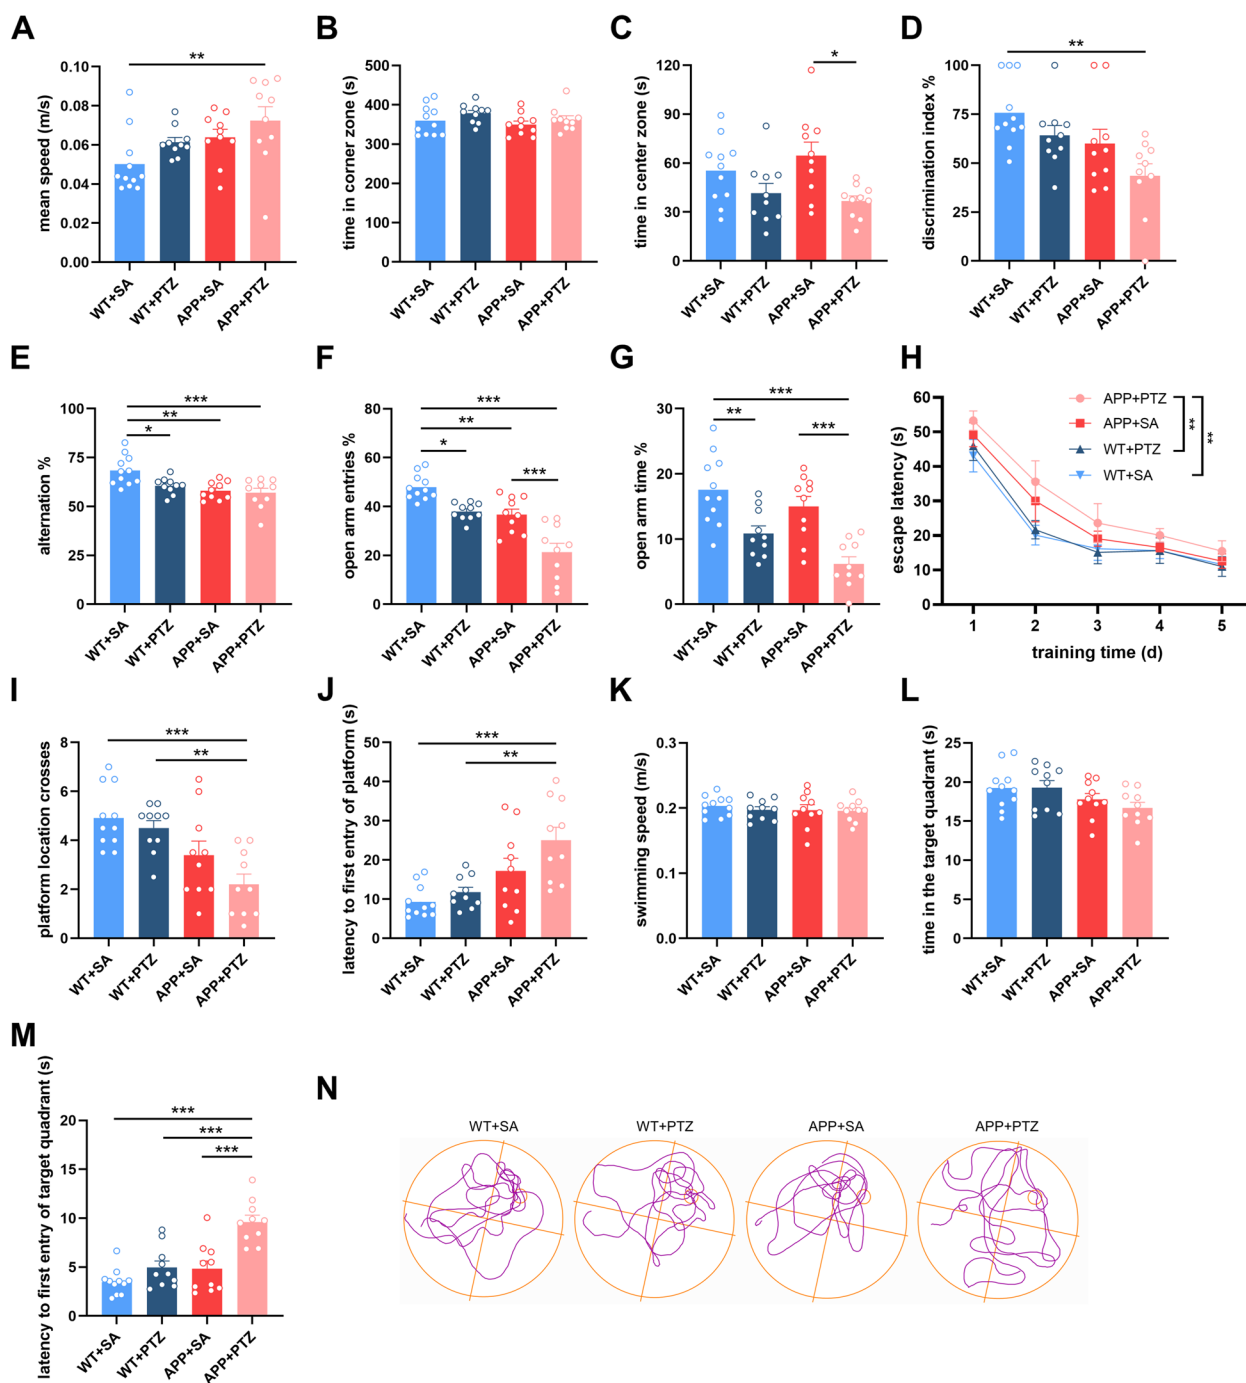 A
mean speed (m/s)
**
0.10
0.08
0.06
0.04
0.02
0.00
WT+SA
WT+PTZ
APP+SA
APP+PTZ
B
time in corner zone (s)
500
400
300
200
100
0
WT+SA
WT+PTZ
APP+SA
APP+PTZ
C
time in center zone (s)
*
120
90
60
30
0
WT+SA
WT+PTZ
APP+SA
APP+PTZ
D
discrimination index %
**
100
75
50
25
0
WT+SA
WT+PTZ
APP+SA
APP+PTZ
E
alternation %
***
**
*
100
75
50
25
0
WT+SA
WT+PTZ
APP+SA
APP+PTZ
F
open arm entries %
***
**
*
***
80
60
40
20
0
WT+SA
WT+PTZ
APP+SA
APP+PTZ
G
open arm time %
***
**
***
30
20
10
0
WT+SA
WT+PTZ
APP+SA
APP+PTZ
H
escape latency (s)
60
50
40
30
20
10
0
APP+PTZ
APP+SA
WT+PTZ
WT+SA
**
**
1 2 3 4 5
training time (d)
I
platform location crosses
***
**
8
6
4
2
0
WT+SA
WT+PTZ
APP+SA
APP+PTZ
J
latency to first entry of platform (s)
***
**
50
40
30
20
10
0
WT+SA
WT+PTZ
APP+SA
APP+PTZ
K
swimming speed (m/s)
0.3
0.2
0.1
0.0
WT+SA
WT+PTZ
APP+SA
APP+PTZ
L
time in the target quadrant (s)
25
20
15
10
5
0
WT+SA
WT+PTZ
APP+SA
APP+PTZ
M
latency to first entry of target quadrant (s)
***
***
***
20
15
10
5
0
WT+SA
WT+PTZ
APP+SA
APP+PTZ
N
WT+SA
WT+PTZ
APP+SA
APP+PTZ